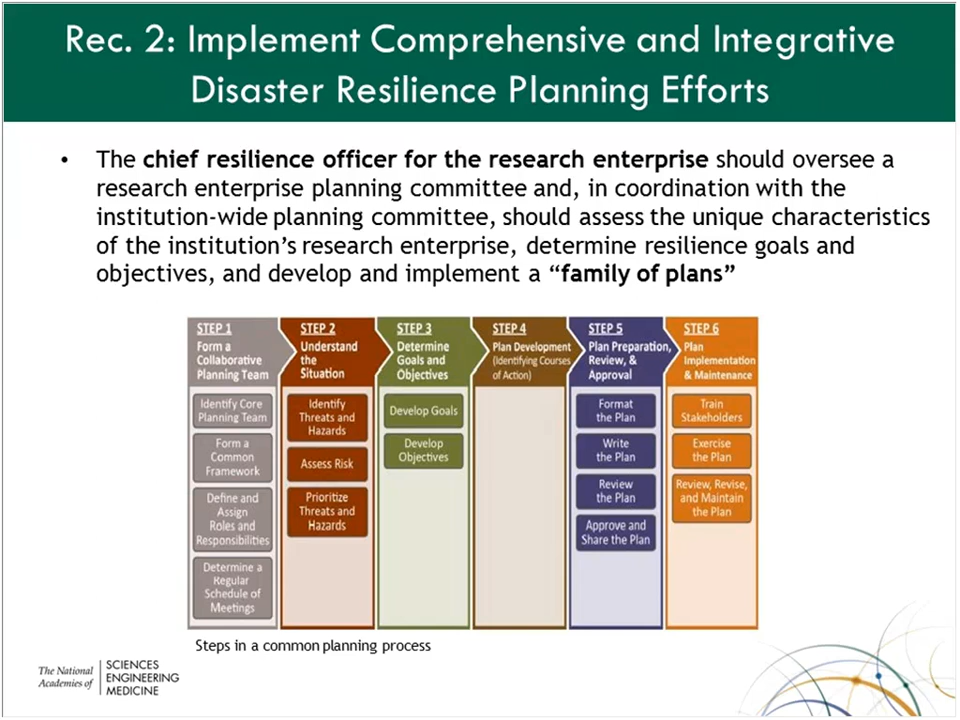 Rec. 2: Implement Comprehensive and Integrative
Disaster Resilience Planning Efforts
• The chief resilience officer for the research enterprise should oversee a
research enterprise planning committee and, in coordination with the
institution-wide planning committee, should assess the unique characteristics
of the institution's research enterprise, determine resilience goals and
objectives, and develop and implement a “family of plans”
STEP 1
Form a
Collaborative
Planning Team
Identify Core
Planning Team
Form a
Common
Framework
Define and
Assign
Roles and
Responsibilities
Determine a
Regular
Schedule of
Meetings
STEP 2
Understand
the
Situation
Identify
Threats and
Hazards
Assess Risk
Prioritize
Threats and
Hazards
STEP 3
Determine
Goals and
Objectives
Develop Goals
Develop
Objectives
STEP 4
Plan Development
(Identifying Courses
of Action)
STEP 5
Plan Preparation,
Review, &
Approval
Format
the Plan
Write
the Plan
Review
the Plan
Approve and
Share the Plan
STEP 6
Plan
Implementation
& Maintenance
Train
Stakeholders
Exercise
the Plan
Review, Revise,
and Maintain
the Plan
Steps in a common planning process
The National
Academies of
SCIENCES
ENGINEERING
MEDICINE